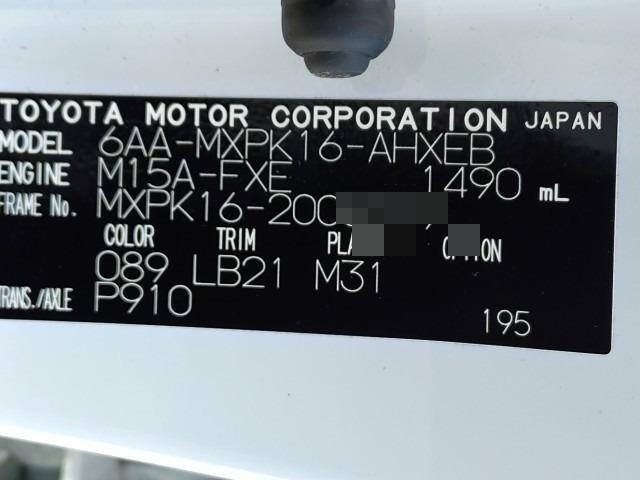 TOYOTA MOTOR CORPORATION JAPAN
MODEL 6AA-MXPK16-AHXEB
ENGINE M15A-FXE 1490 mL
FRAME No. MXPK16-200
COLOR TRIM
089 LB21 M31
TRANS./AXLE P910
195